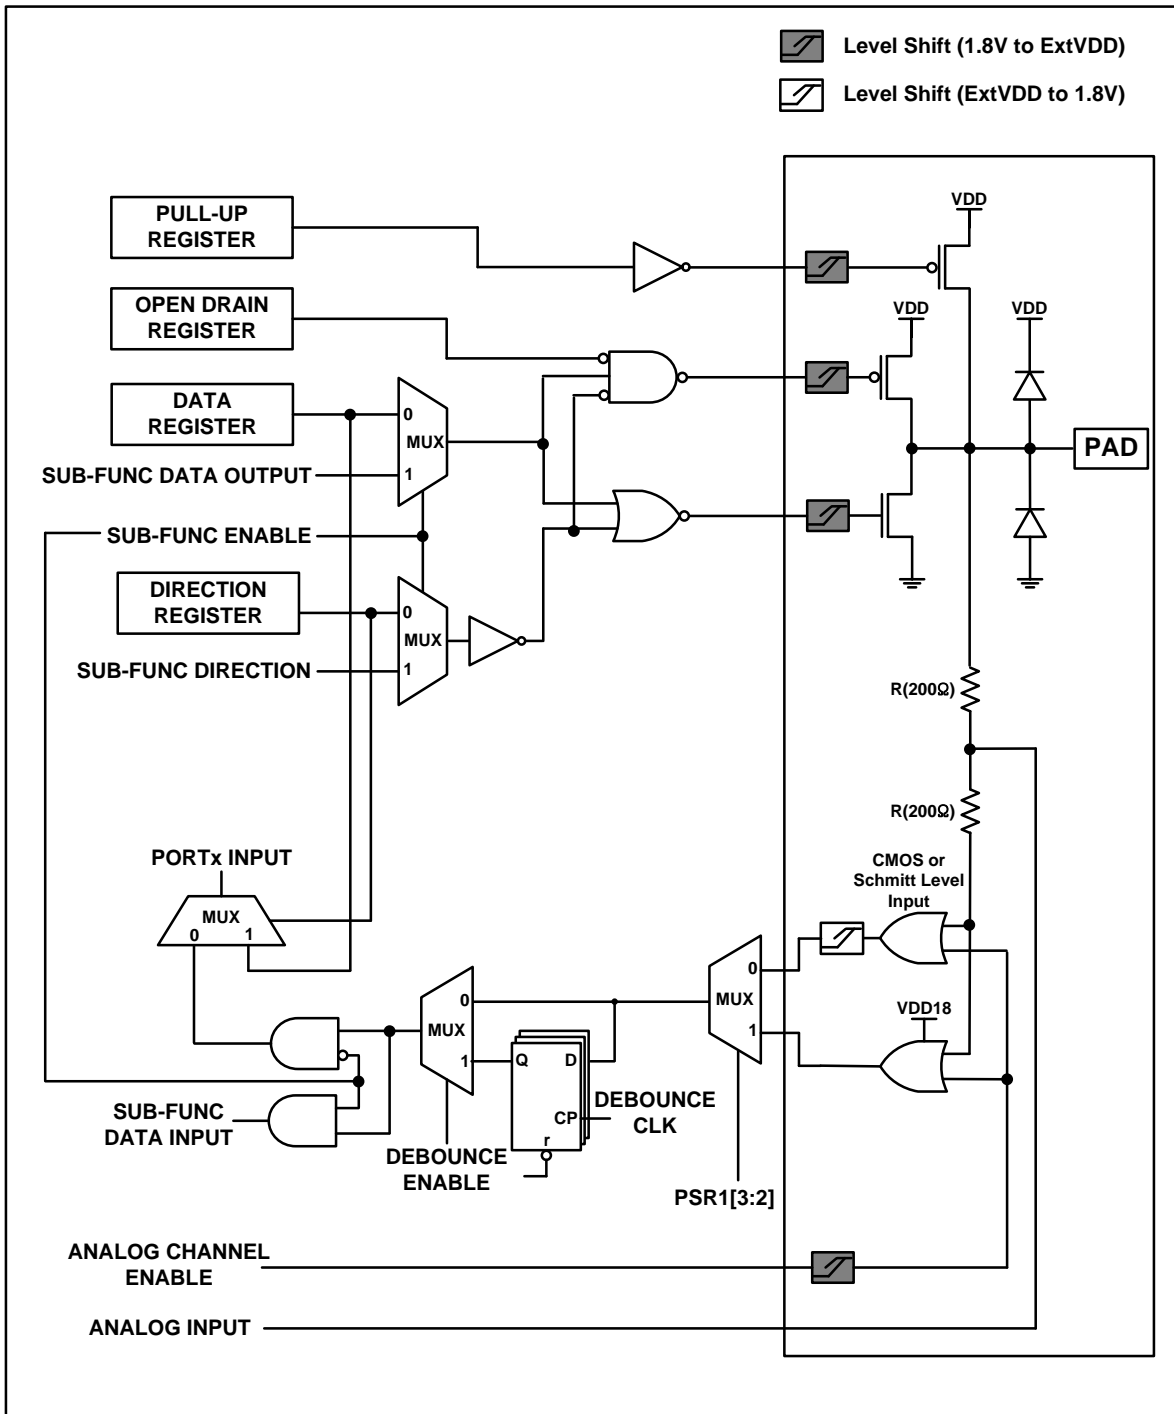 Level Shift (1.8V to ExtVDD)
Level Shift (ExtVDD to 1.8V)
VDD
PULL-UP
REGISTER
OPEN DRAIN
REGISTER
VDD
VDD
DATA
REGISTER
0
MUX
1
PAD
SUB-FUNC DATA OUTPUT
SUB-FUNC ENABLE
DIRECTION
REGISTER
0
MUX
1
SUB-FUNC DIRECTION
R(200Ω)
R(200Ω)
PORTx INPUT
CMOS or
Schmitt Level
Input
MUX
0 1
0
MUX
1
VDD18
0
MUX
1
Q D
CP
r
DEBOUNCE
CLK
SUB-FUNC
DATA INPUT
DEBOUNCE
ENABLE
PSR1[3:2]
ANALOG CHANNEL
ENABLE
ANALOG INPUT